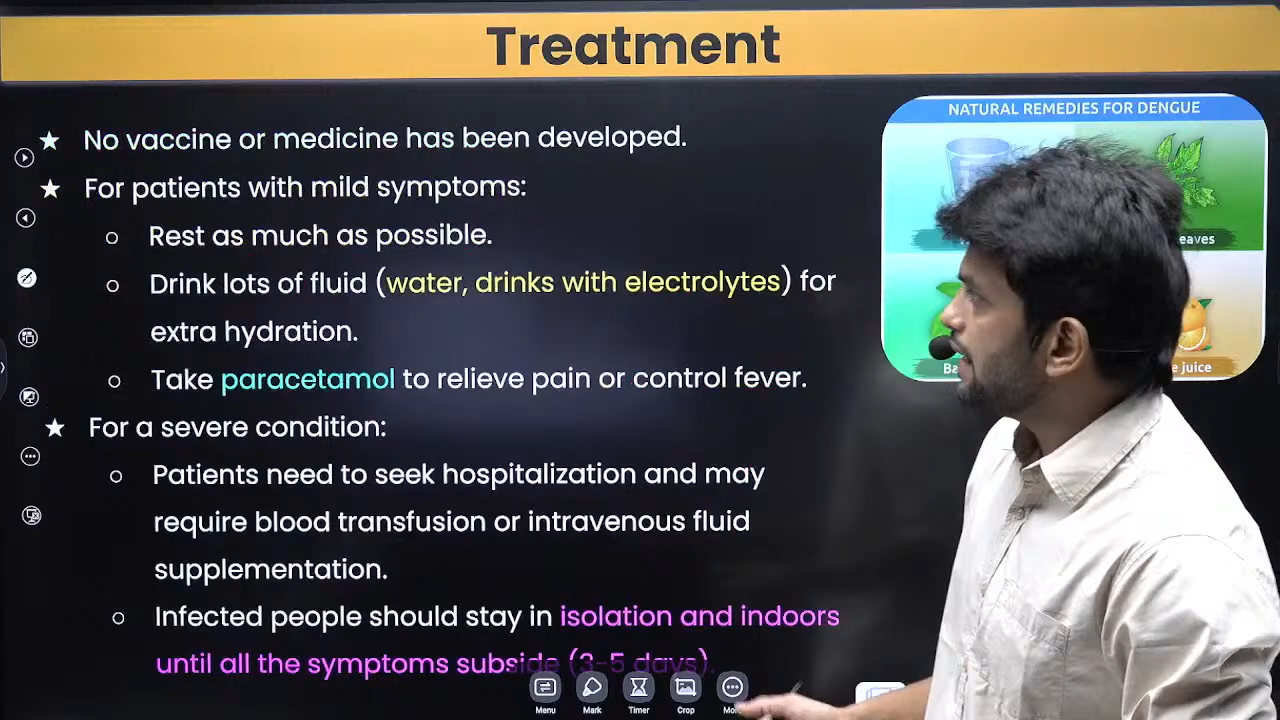 Treatment
★ No vaccine or medicine has been developed.
★ For patients with mild symptoms:
○ Rest as much as possible.
○ Drink lots of fluid (water, drinks with electrolytes) for
extra hydration.
○ Take paracetamol to relieve pain or control fever.
★ For a severe condition:
○ Patients need to seek hospitalization and may
require blood transfusion or intravenous fluid
supplementation.
○ Infected people should stay in isolation and indoors
until all the symptoms subside (3-5 days).
NATURAL REMEDIES FOR DENGUE
juice
Menu Mark Timer Crop